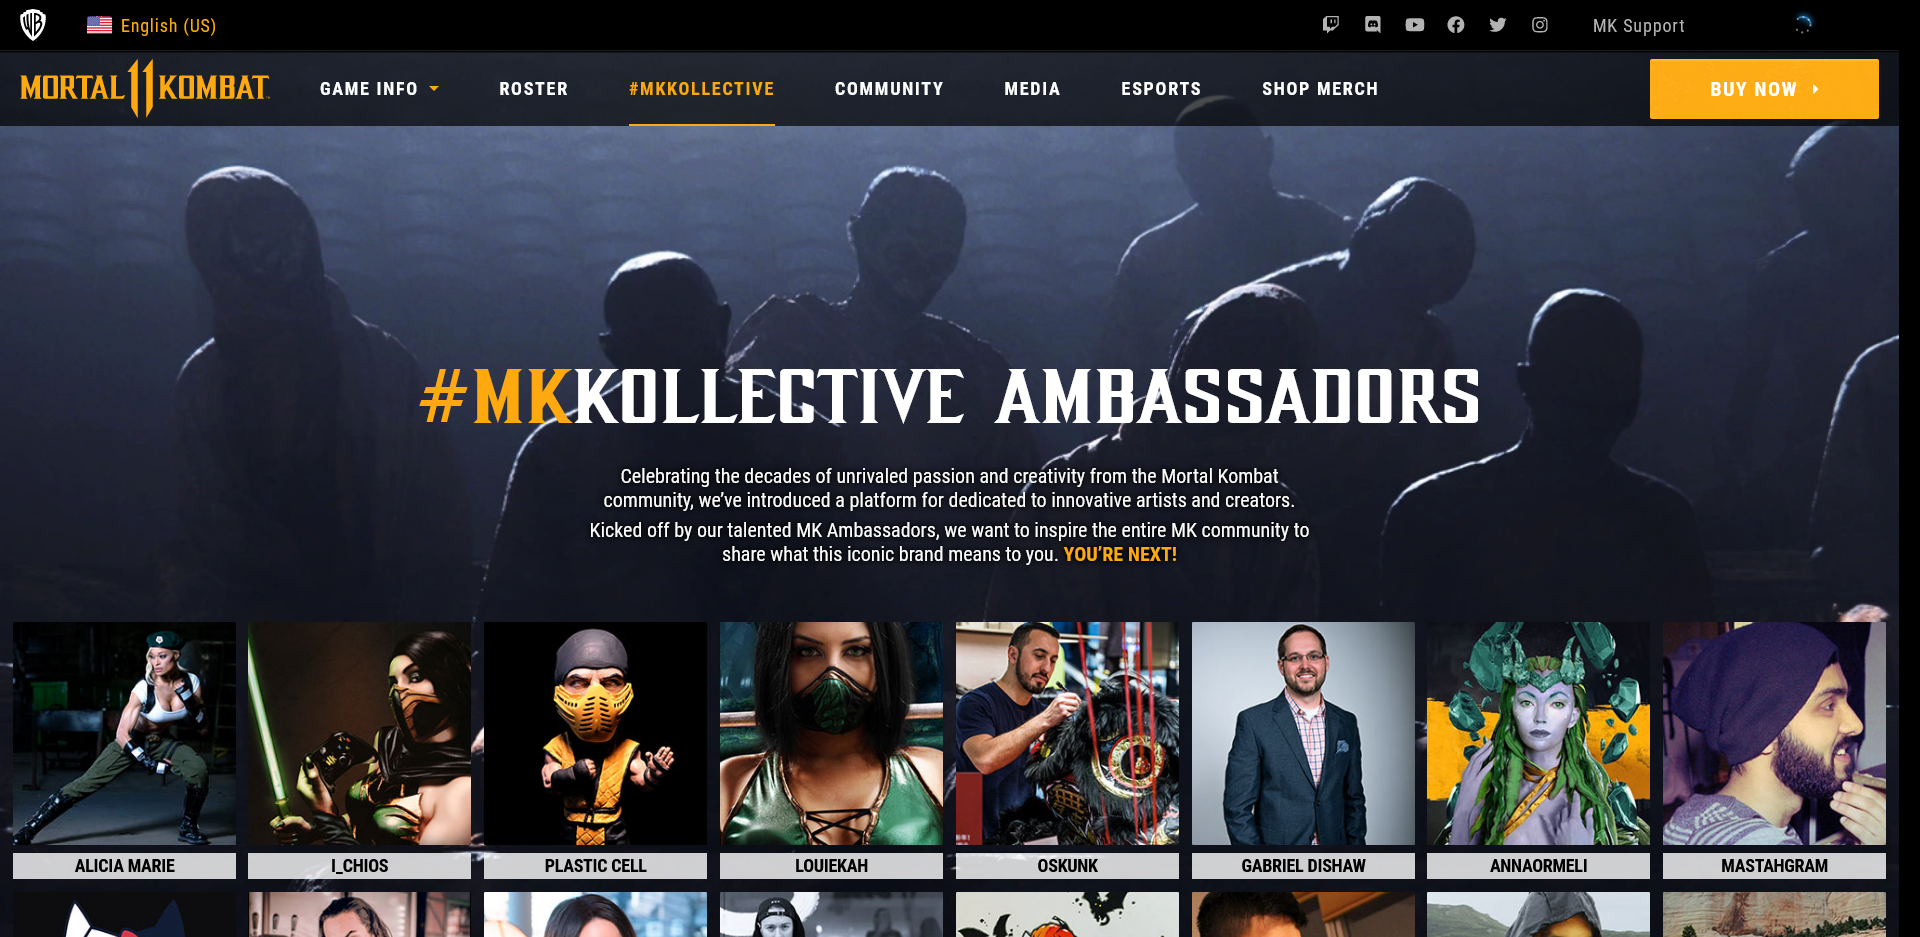 English (US)
MK Support
MORTAL KOMBAT
GAME INFO
ROSTER
#MKKOLLECTIVE
COMMUNITY
MEDIA
ESPORTS
SHOP MERCH
BUY NOW
#MKKOLLECTIVE AMBASSADORS
Celebrating the decades of unrivaled passion and creativity from the Mortal Kombat
community, we’ve introduced a platform for dedicated to innovative artists and creators.
Kicked off by our talented MK Ambassadors, we want to inspire the entire MK community to
share what this iconic brand means to you. YOU’RE NEXT!
ALICIA MARIE
I_CHIOS
PLASTIC CELL
LOUIEKAH
OSKUNK
GABRIEL DISHAW
ANNAORMELI
MASTAHGRAM